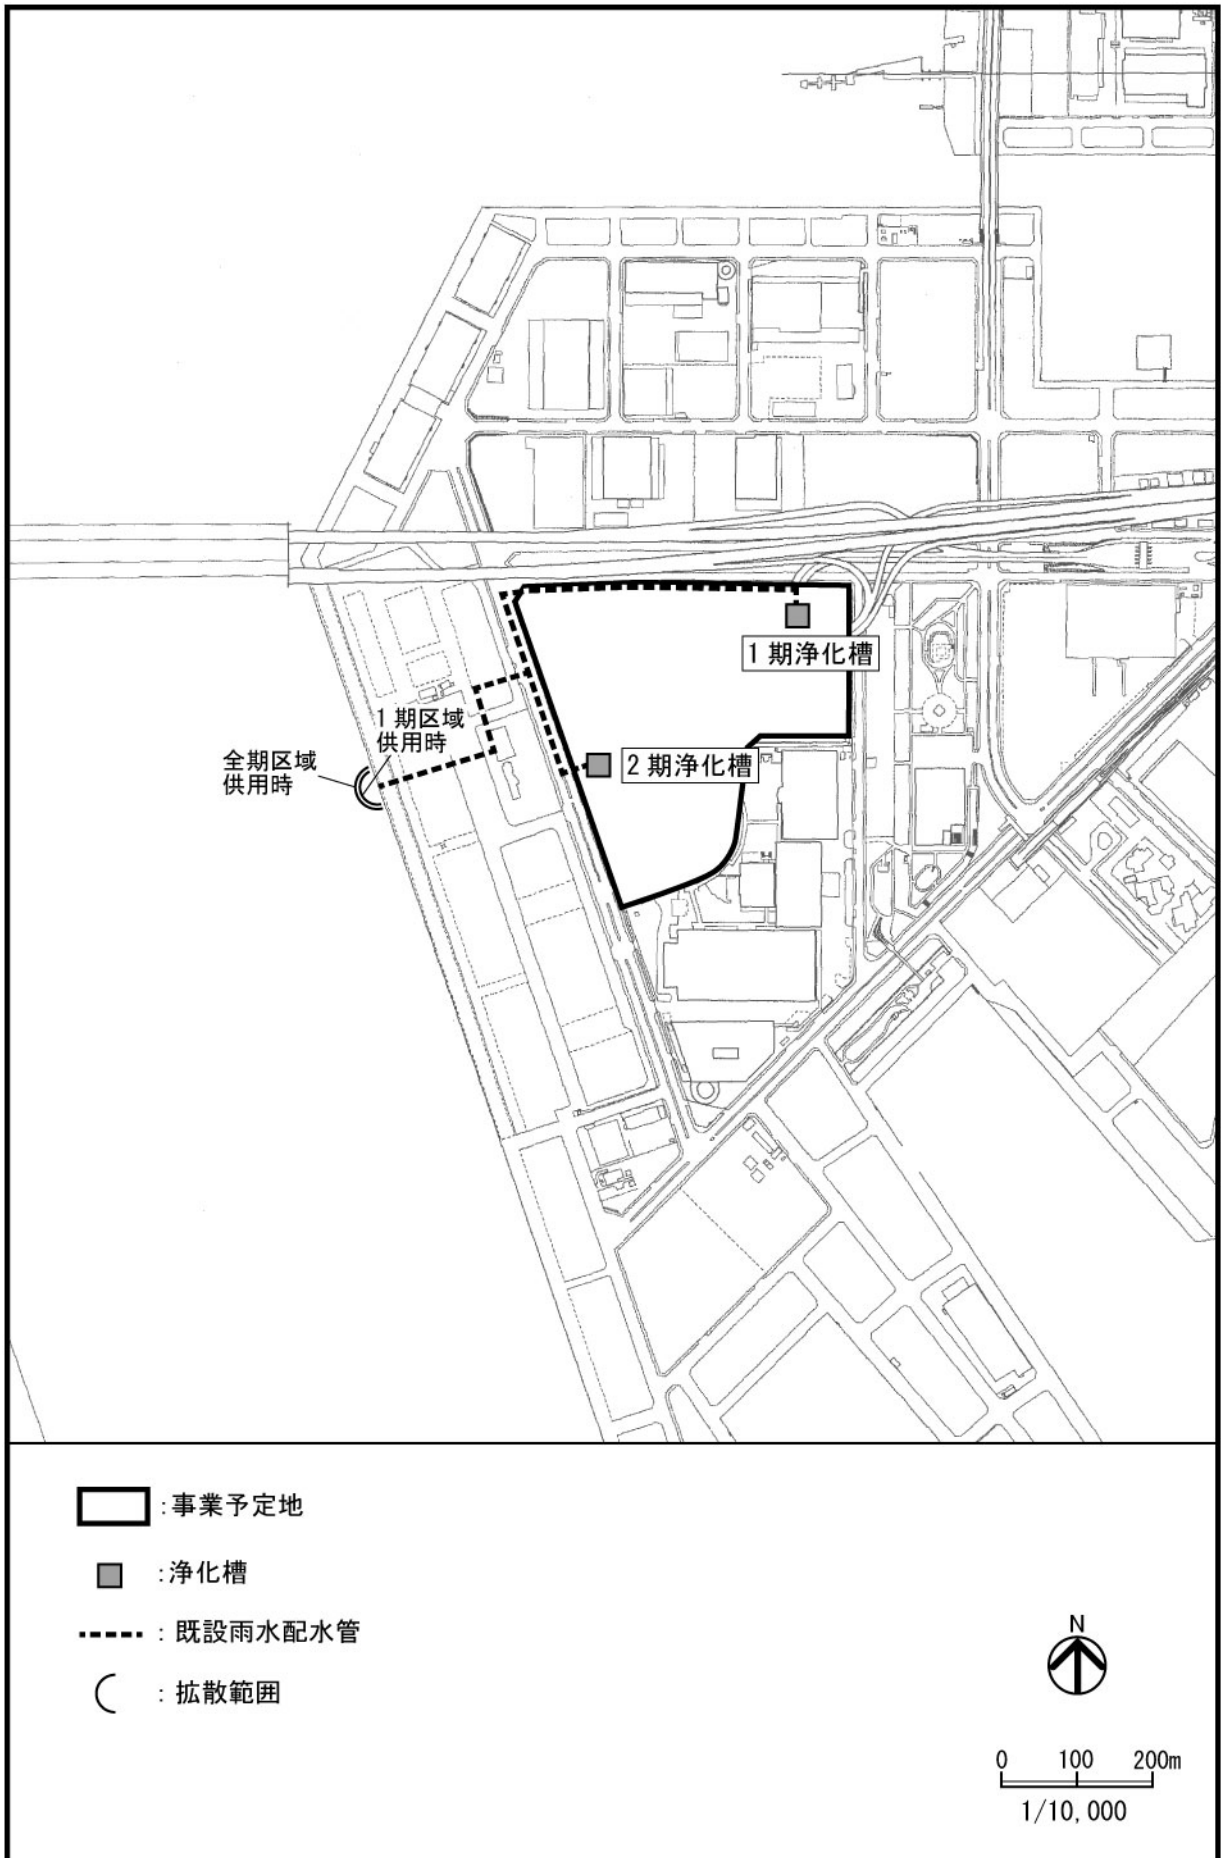 1期浄化槽
1期区域
供用時
全期区域
供用時
2期浄化槽
:事業予定地
:浄化槽
:既設雨水配水管
:拡散範囲
N
0 100 200m
1/10,000